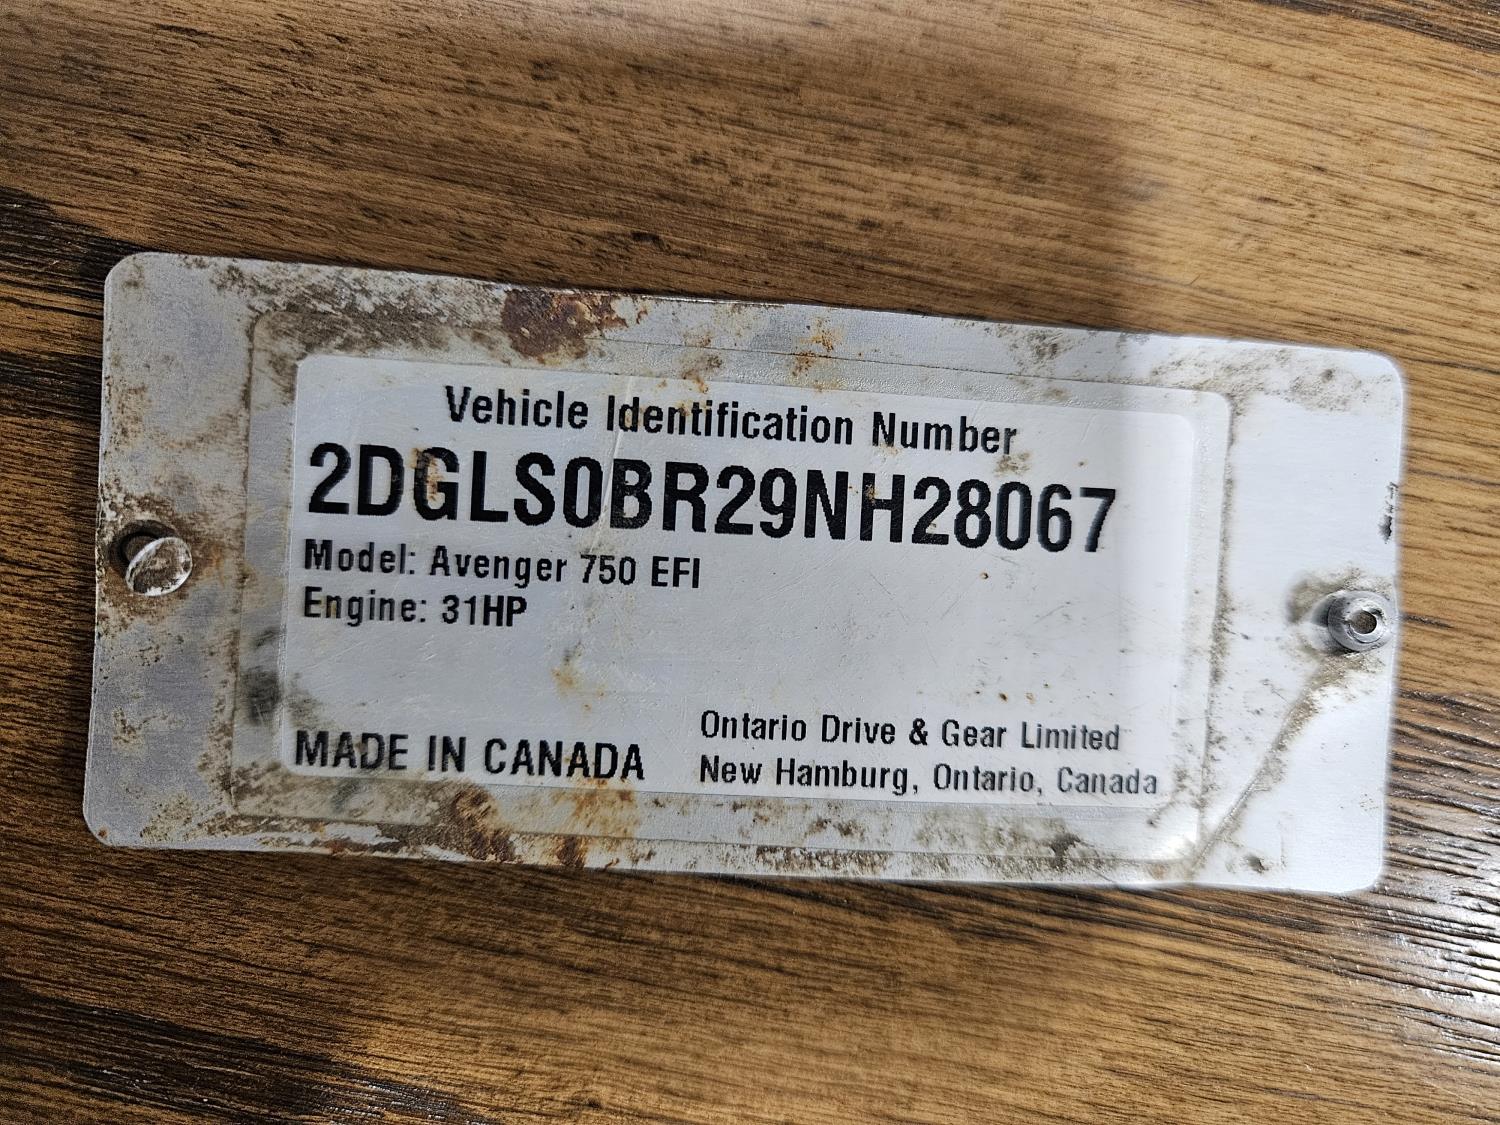 Vehicle Identification Number
2DGLS0BR29NH28067
Model: Avenger 750 EFI
Engine: 31HP
MADE IN CANADA
Ontario Drive & Gear Limited
New Hamburg, Ontario, Canada